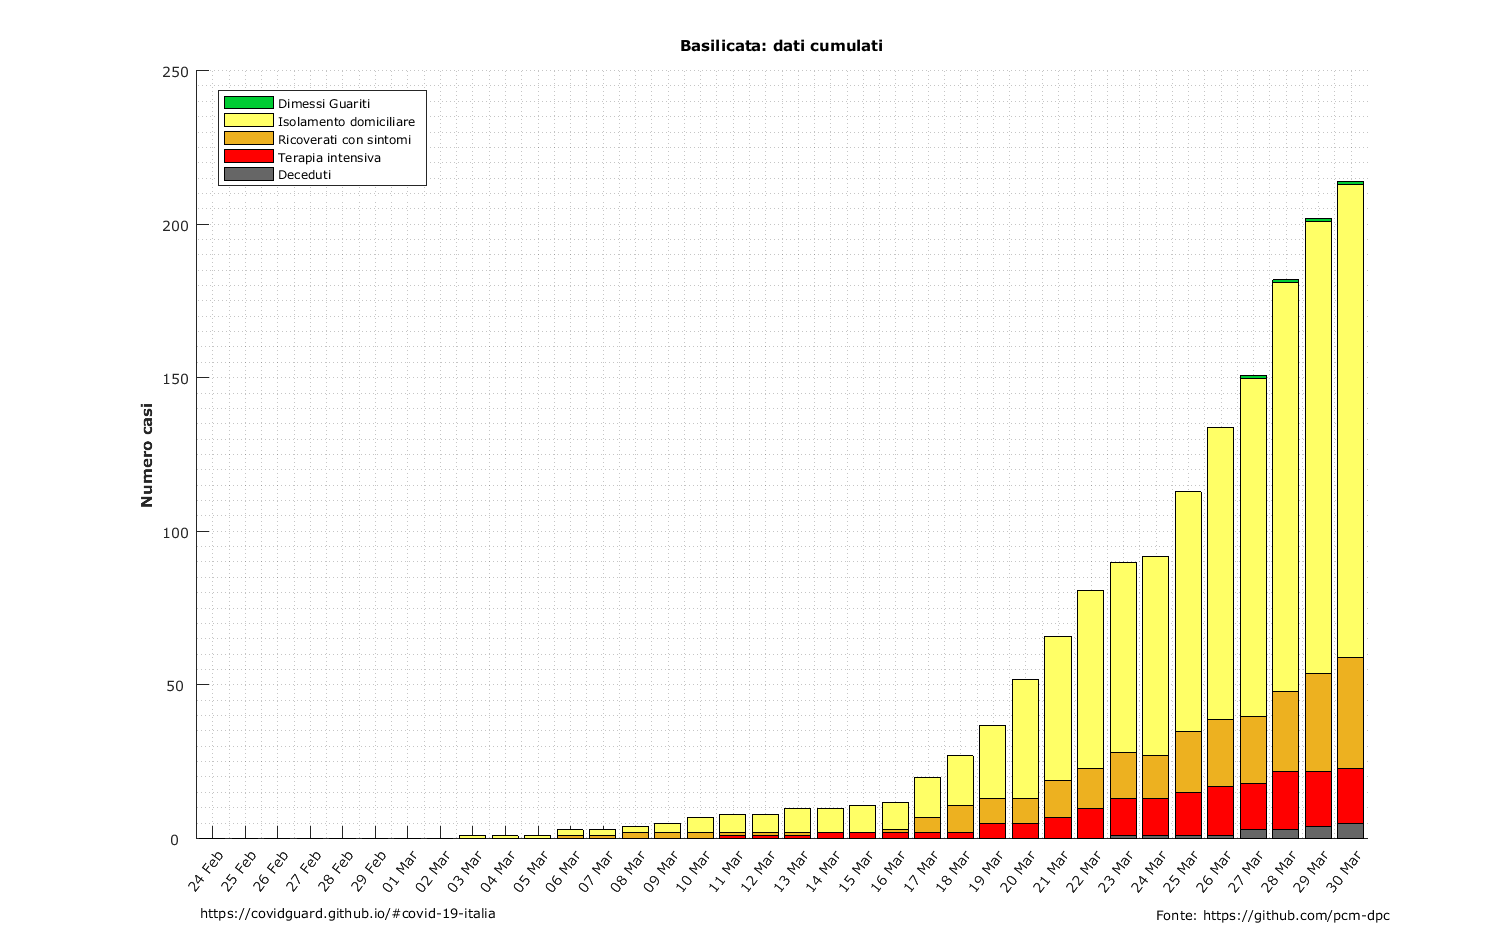 Basilicata: dati cumulati
250
200
150
100
50
0
Numero casi
Dimessi Guariti
Isolamento domiciliare
Ricoverati con sintomi
Terapia intensiva
Deceduti
24 Feb
25 Feb
26 Feb
27 Feb
28 Feb
29 Feb
01 Mar
02 Mar
03 Mar
04 Mar
05 Mar
06 Mar
07 Mar
08 Mar
09 Mar
10 Mar
11 Mar
12 Mar
13 Mar
14 Mar
15 Mar
16 Mar
17 Mar
18 Mar
19 Mar
20 Mar
21 Mar
22 Mar
23 Mar
24 Mar
25 Mar
26 Mar
27 Mar
28 Mar
29 Mar
30 Mar
https://covidguard.github.io/#covid-19-italia
Fonte: https://github.com/pcm-dpc